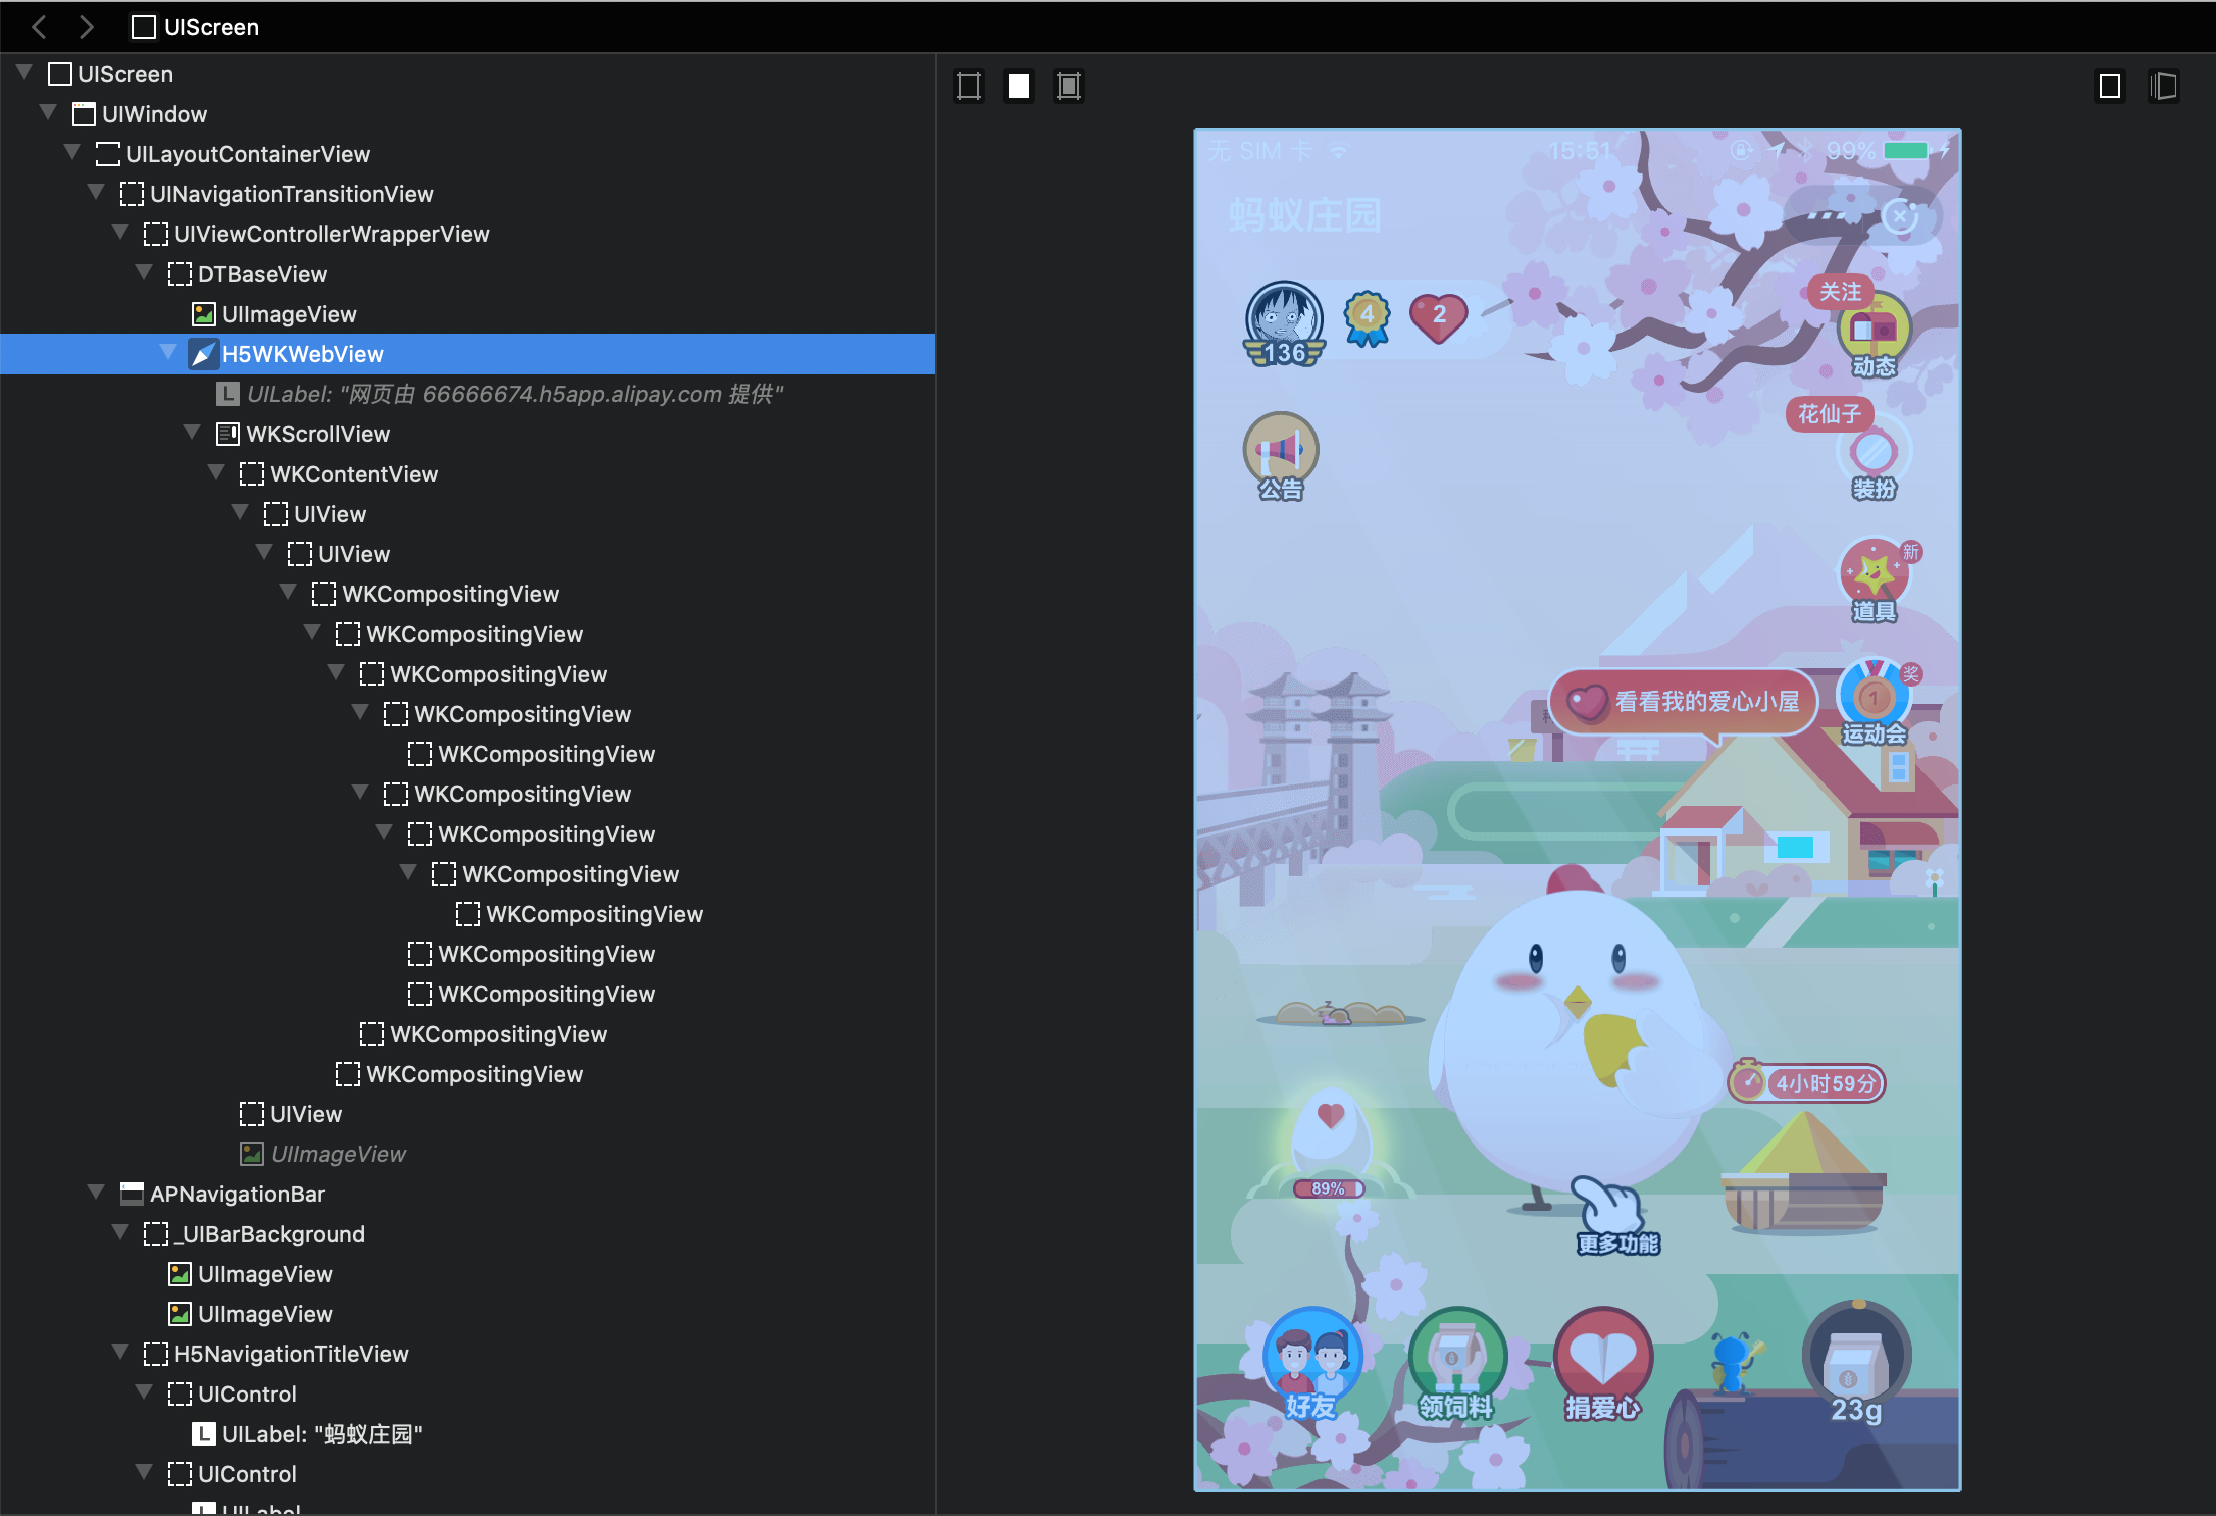 UIScreen
UIScreen
UIWindow
UILayoutContainerView
UINavigationTransitionView
UIViewControllerWrapperView
DTBaseView
UIImageView
H5WKWebView
UILabel: "网页由 66666674.h5app.alipay.com 提供"
WKScrollView
WKContentView
UIView
UIView
WKCompositingView
WKCompositingView
WKCompositingView
WKCompositingView
WKCompositingView
WKCompositingView
WKCompositingView
WKCompositingView
WKCompositingView
WKCompositingView
WKCompositingView
WKCompositingView
WKCompositingView
UIView
UIImageView
APNavigationBar
_UIBarBackground
UIImageView
UIImageView
H5NavigationTitleView
UIControl
UILabel: "蚂蚁庄园"
UIControl
UILabel
无 SIM 卡 15:51 99%
蚂蚁庄园
136
4
2
关注
动态
花仙子
公告
装扮
新
道具
奖
1
看看我的爱心小屋
运动会
z
4小时59分
89%
更多功能
好友
领饲料
捐爱心
23g